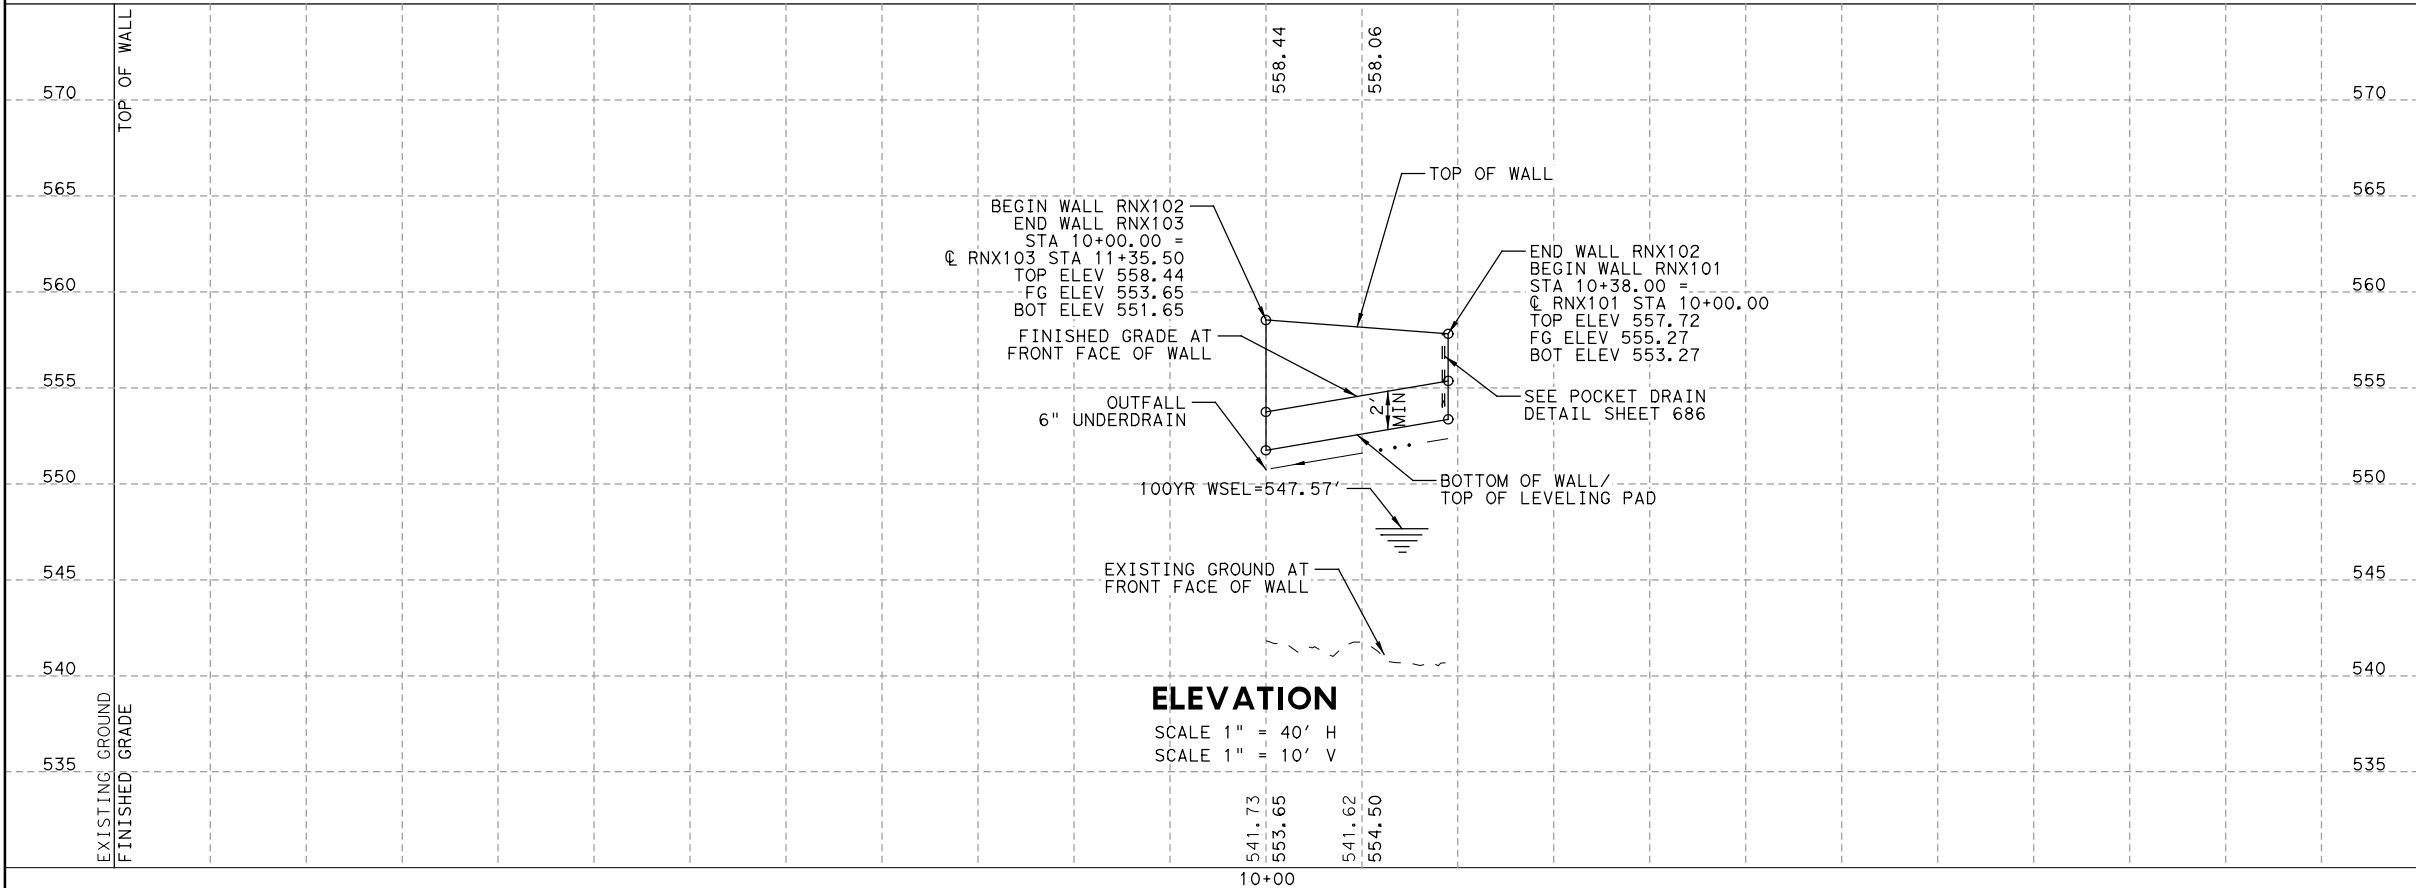 TOP OF WALL
558.44
558.06
570
570
565
565
560
560
555
555
550
550
545
545
540
540
535
535
TOP OF WALL
BEGIN WALL RNX102
END WALL RNX103
STA 10+00.00 =
℄ RNX103 STA 11+35.50
TOP ELEV 558.44
FG ELEV 553.65
BOT ELEV 551.65
END WALL RNX102
BEGIN WALL RNX101
STA 10+38.00 =
℄ RNX101 STA 10+00.00
TOP ELEV 557.72
FG ELEV 555.27
BOT ELEV 553.27
FINISHED GRADE AT
FRONT FACE OF WALL
2'
MIN
SEE POCKET DRAIN
DETAIL SHEET 686
OUTFALL
6" UNDERDRAIN
BOTTOM OF WALL/
TOP OF LEVELING PAD
100YR WSEL=547.57'
EXISTING GROUND AT
FRONT FACE OF WALL
ELEVATION
SCALE 1" = 40' H
SCALE 1" = 10' V
EXISTING GROUND
FINISHED GRADE
541.73
553.65
541.62
554.50
10+00